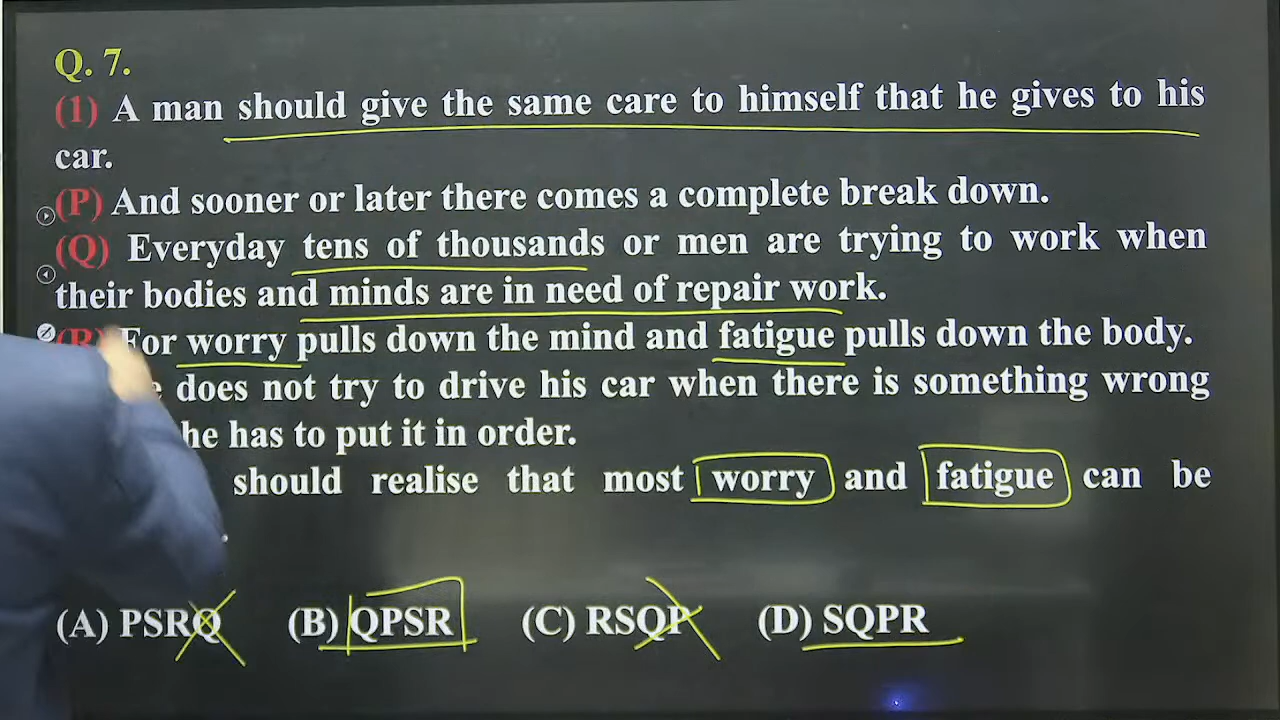 Q. 7.
(1) A man should give the same care to himself that he gives to his
car.
(P) And sooner or later there comes a complete break down.
(Q) Everyday tens of thousands or men are trying to work when
their bodies and minds are in need of repair work.
(R) For worry pulls down the mind and fatigue pulls down the body.
does not try to drive his car when there is something wrong
he has to put it in order.
should realise that most worry and fatigue can be
(A) PSRQ (B) QPSR (C) RSQP (D) SQPR